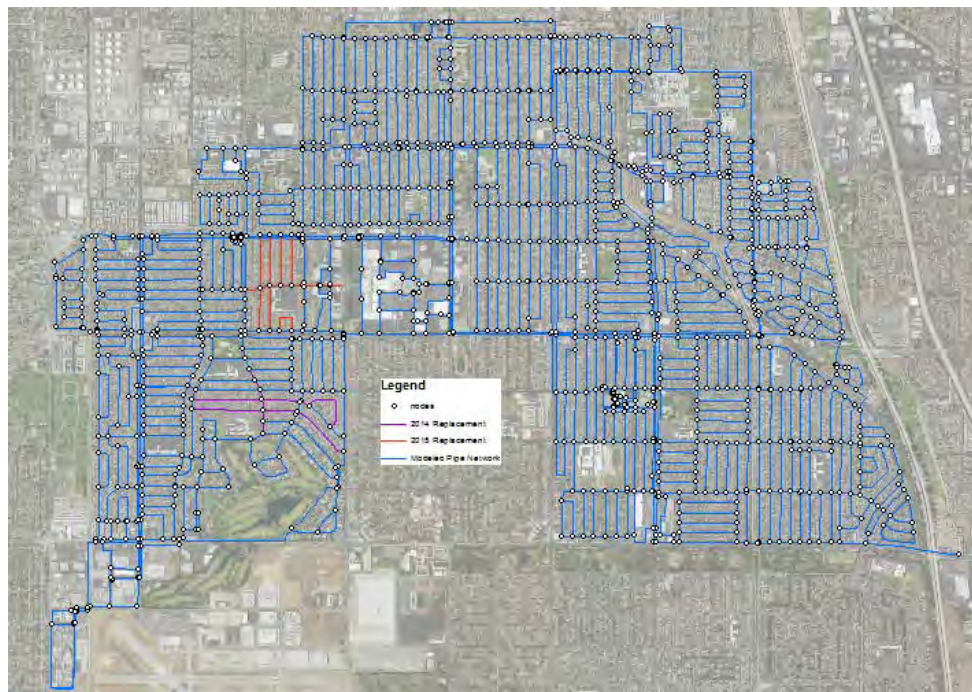 Legend
nodes
2014 Replacement
2015 Replacement
Modeled Pipe Network